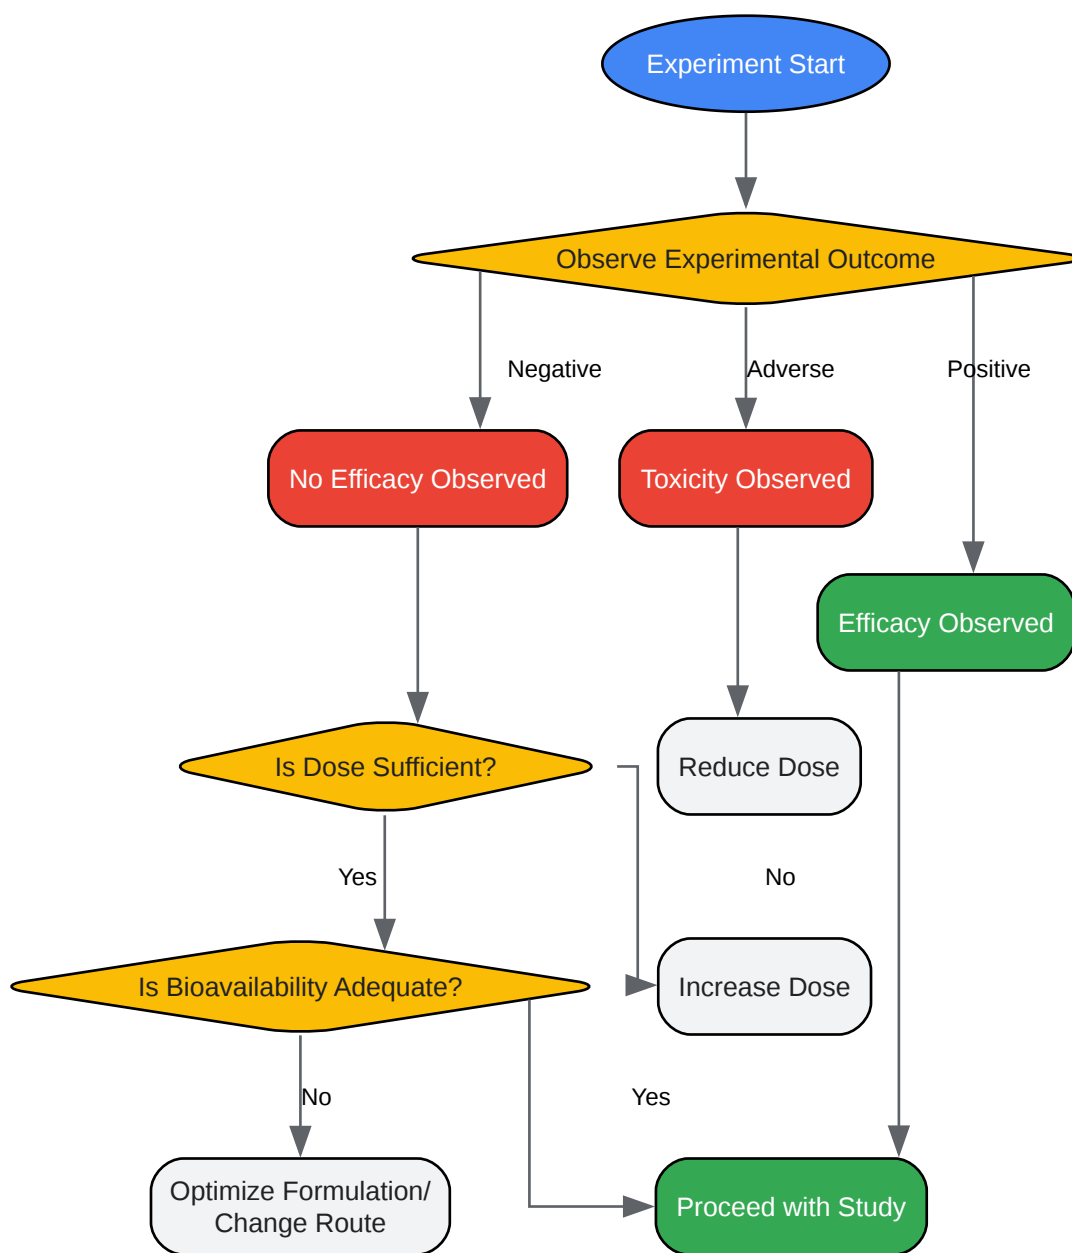 Experiment Start
Observe Experimental Outcome
Negative
Adverse
Positive
No Efficacy Observed
Toxicity Observed
Efficacy Observed
Is Dose Sufficient?
Reduce Dose
Yes
No
Is Bioavailability Adequate?
Increase Dose
No
Yes
Optimize Formulation/
Change Route
Proceed with Study